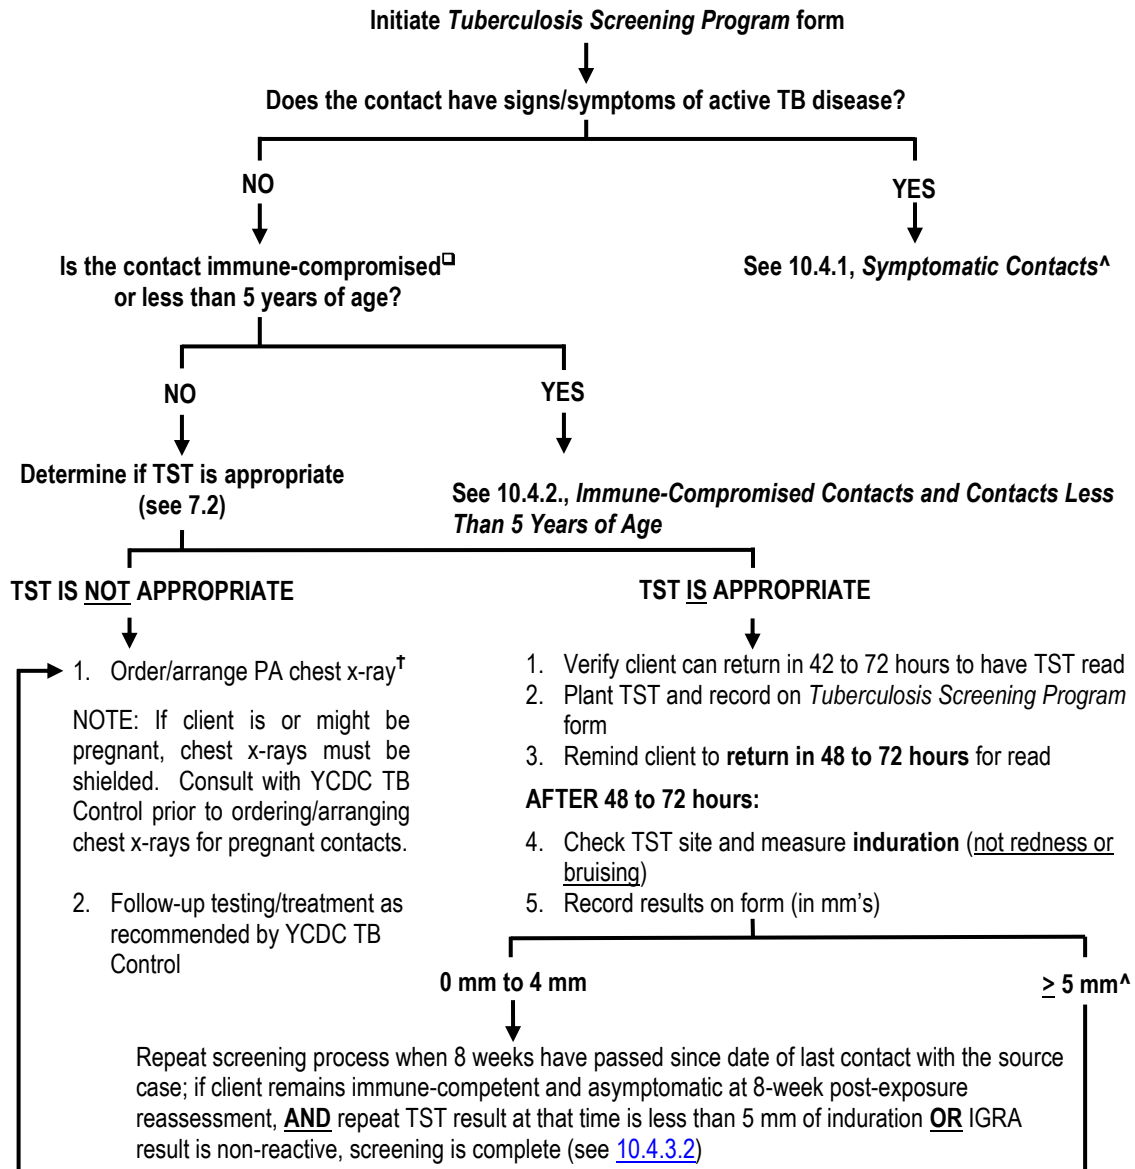 Initiate Tuberculosis Screening Program form
Does the contact have signs/symptoms of active TB disease?
NO
YES
Is the contact immune-compromised❑
or less than 5 years of age?
See 10.4.1, Symptomatic Contacts^
NO
YES
Determine if TST is appropriate
(see 7.2)
See 10.4.2., Immune-Compromised Contacts and Contacts Less
Than 5 Years of Age
TST IS NOT APPROPRIATE
TST IS APPROPRIATE
1. Order/arrange PA chest x-ray†
NOTE: If client is or might be
pregnant, chest x-rays must be
shielded. Consult with YCDC TB
Control prior to ordering/arranging
chest x-rays for pregnant contacts.
2. Follow-up testing/treatment as
recommended by YCDC TB
Control
1. Verify client can return in 42 to 72 hours to have TST read
2. Plant TST and record on Tuberculosis Screening Program
form
3. Remind client to return in 48 to 72 hours for read
AFTER 48 to 72 hours:
4. Check TST site and measure induration (not redness or
bruising)
5. Record results on form (in mm's)
0 mm to 4 mm
≥ 5 mm^
Repeat screening process when 8 weeks have passed since date of last contact with the source
case; if client remains immune-competent and asymptomatic at 8-week post-exposure
reassessment, AND repeat TST result at that time is less than 5 mm of induration OR IGRA
result is non-reactive, screening is complete (see 10.4.3.2)